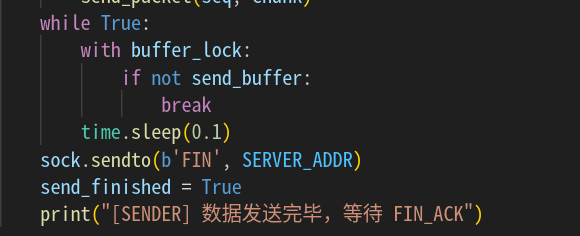 send_packet(seq, chunk)
while True:
with buffer_lock:
if not send_buffer:
break
time.sleep(0.1)
sock.sendto(b'FIN', SERVER_ADDR)
send_finished = True
print("[SENDER] 数据发送完毕，等待 FIN_ACK")